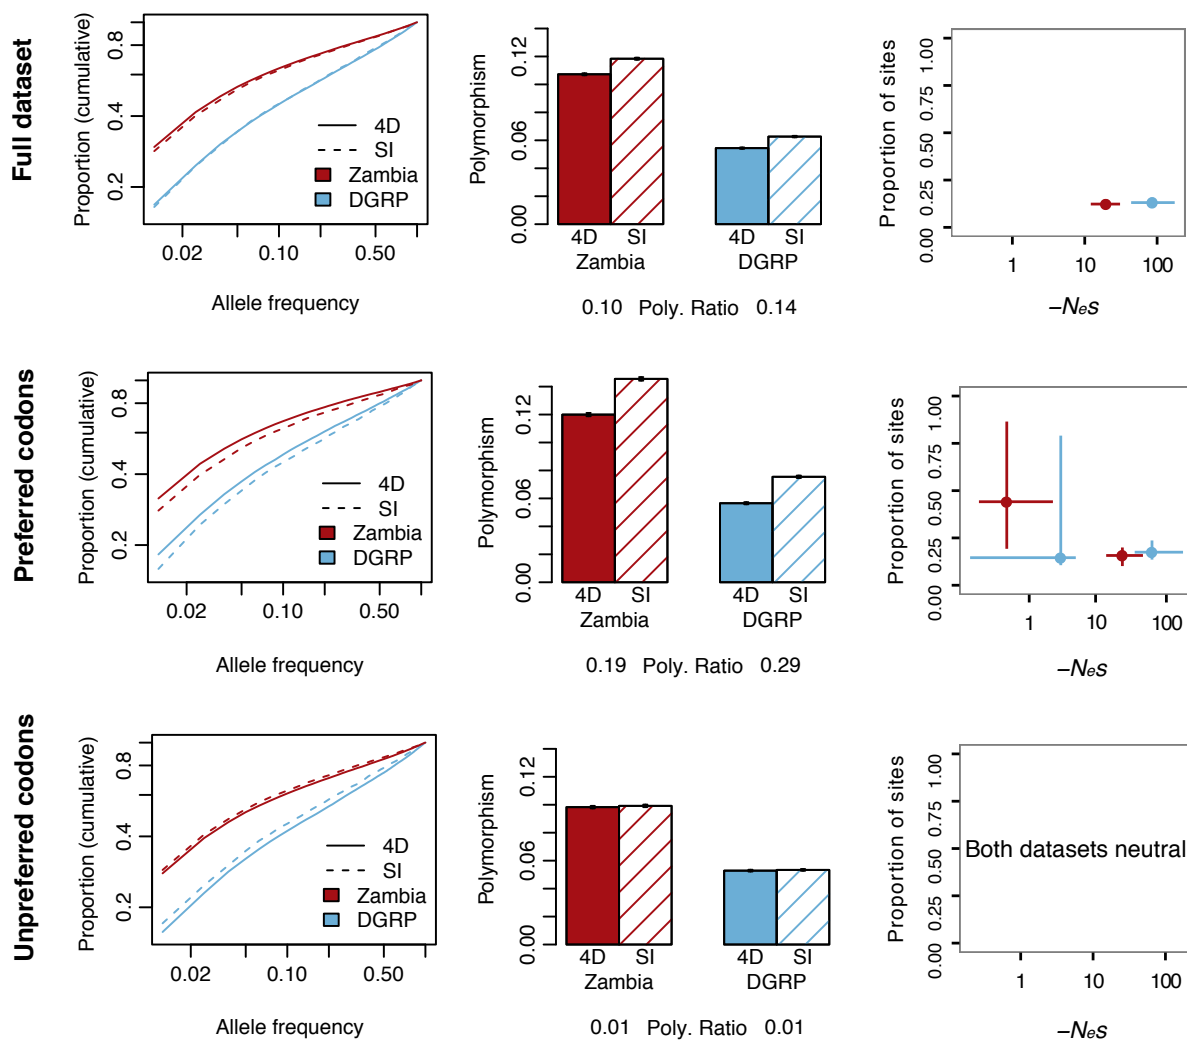 Full dataset
Proportion (cumulative)
0.8
0.4
0.2
4D
SI
Zambia
DGRP
0.02 0.10 0.50
Allele frequency
Polymorphism
0.12
0.06
0.00
4D SI 4D SI
Zambia DGRP
0.10 Poly. Ratio 0.14
Proportion of sites
1.00
0.75
0.50
0.25
0.00
1 10 100
−Nes
Preferred codons
Proportion (cumulative)
0.8
0.4
0.2
4D
SI
Zambia
DGRP
0.02 0.10 0.50
Allele frequency
Polymorphism
0.12
0.06
0.00
4D SI 4D SI
Zambia DGRP
0.19 Poly. Ratio 0.29
Proportion of sites
1.00
0.75
0.50
0.25
0.00
1 10 100
−Nes
Unpreferred codons
Proportion (cumulative)
0.8
0.4
0.2
4D
SI
Zambia
DGRP
0.02 0.10 0.50
Allele frequency
Polymorphism
0.12
0.06
0.00
4D SI 4D SI
Zambia DGRP
0.01 Poly. Ratio 0.01
Proportion of sites
1.00
0.75
0.50
0.25
0.00
Both datasets neutral
1 10 100
−Nes